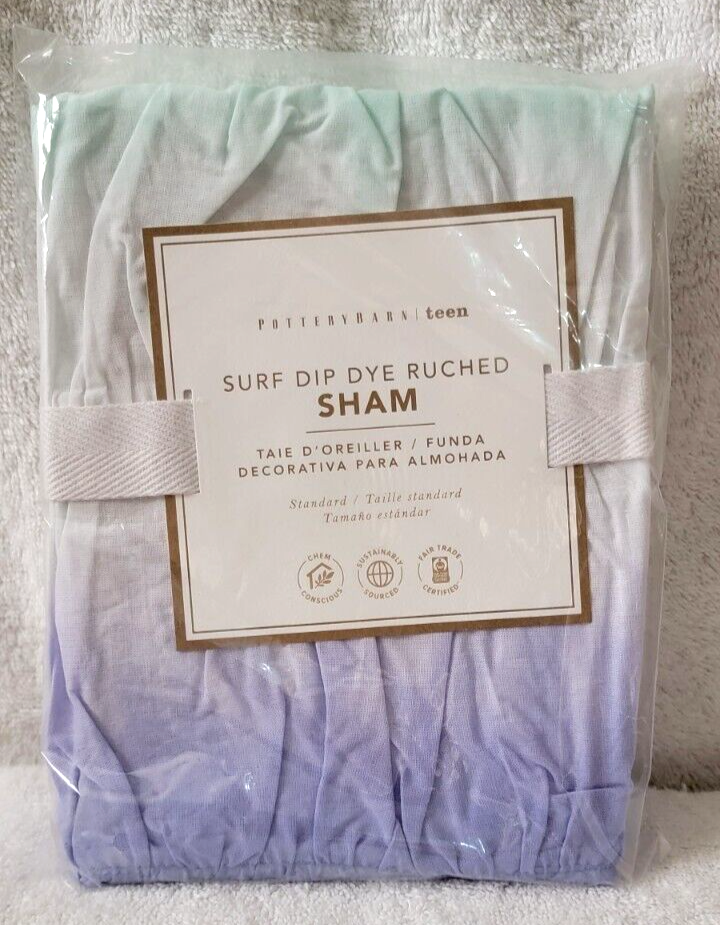 POTTERYBARN | teen
SURF DIP DYE RUCHED
SHAM
TAIE D'OREILLER / FUNDA
DECORATIVA PARA ALMOHADA
Standard / Taille standard
Tamaño estándar
CHEM
CONSCIOUS
SUSTAINABLY
SOURCED
FAIR TRADE
CERTIFIED